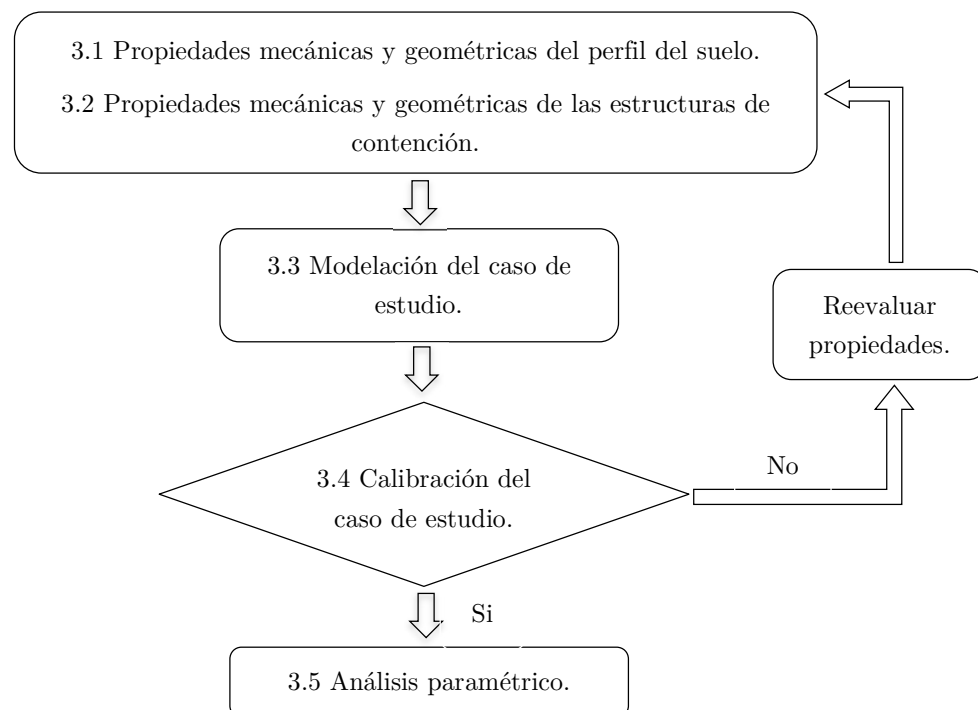 3.1 Propiedades mecánicas y geométricas del perfil del suelo.
3.2 Propiedades mecánicas y geométricas de las estructuras de
contención.
3.3 Modelación del caso de
estudio.
Reevaluar
propiedades.
3.4 Calibración del
caso de estudio.
No
Si
3.5 Análisis paramétrico.